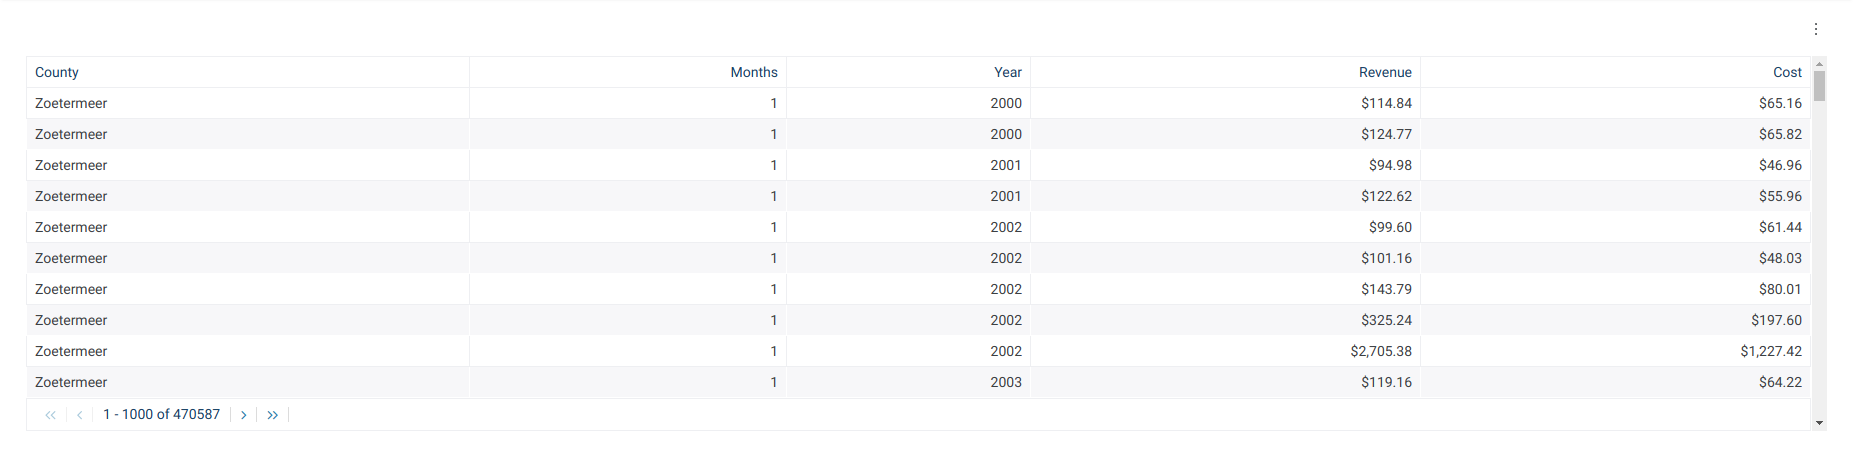 County Months Year Revenue Cost
Zoetermeer 1 2000 $114.84 $65.16
Zoetermeer 1 2000 $124.77 $65.82
Zoetermeer 1 2001 $94.98 $46.96
Zoetermeer 1 2001 $122.62 $55.96
Zoetermeer 1 2002 $99.60 $61.44
Zoetermeer 1 2002 $101.16 $48.03
Zoetermeer 1 2002 $143.79 $80.01
Zoetermeer 1 2002 $325.24 $197.60
Zoetermeer 1 2002 $2,705.38 $1,227.42
Zoetermeer 1 2003 $119.16 $64.22
1 - 1000 of 470587